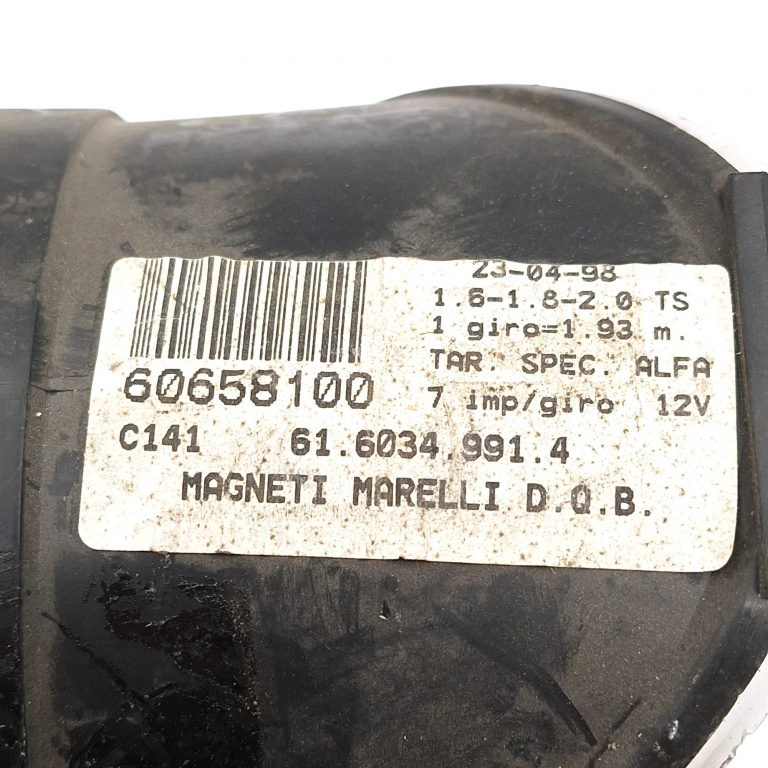 23-04-98
1.6-1.8-2.0 TS
1 giro=1.93 m.
TAR. SPEC. ALFA
60658100
7 imp/giro 12V
C141 61.6034.991.4
MAGNETI MARELLI D.Q.B.